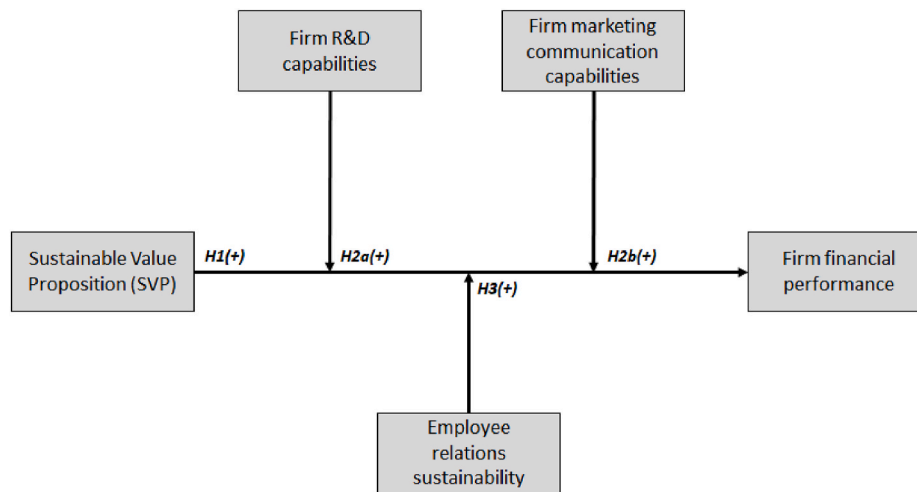 Firm R&D
capabilities
Firm marketing
communication
capabilities
Sustainable Value
Proposition (SVP)
H1(+)
H2a(+)
H2b(+)
H3(+)
Firm financial
performance
Employee
relations
sustainability